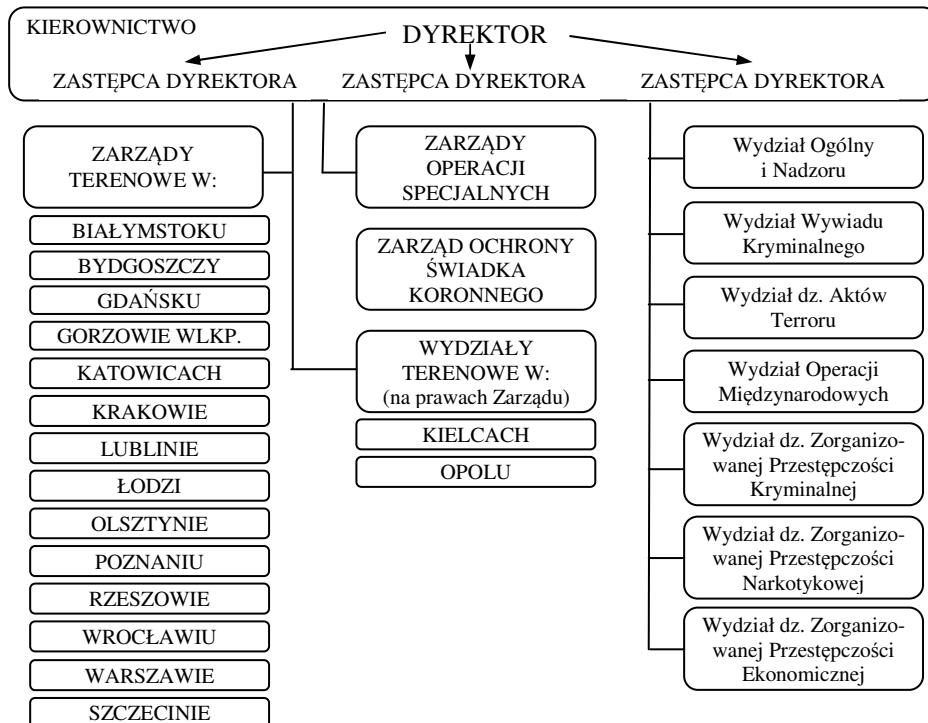 KIEROWNICTWO
DYREKTOR
ZASTĘPCA DYREKTORA
ZASTĘPCA DYREKTORA
ZASTĘPCA DYREKTORA
ZARZĄDY
TERENOWE W:
BIAŁYMSTOKU
BYDGOSZCZY
GDAŃSKU
GORZOWIE WLKP.
KATOWICACH
KRAKOWIE
LUBLINIE
ŁODZI
OLSZTYNIE
POZNANIU
RZESZOWIE
WROCŁAWIU
WARSZAWIE
SZCZECINIE
ZARZĄDY
OPERACJI
SPECJALNYCH
ZARZĄD OCHRONY
ŚWIADKA
KORONNEGO
WYDZIAŁY
TERENOWE W:
(na prawach Zarządu)
KIELCACH
OPOLU
Wydział Ogólny
i Nadzoru
Wydział Wywiadu
Kryminalnego
Wydział dz. Aktów
Terroru
Wydział Operacji
Międzynarodowych
Wydział dz. Zorganizo-
wanej Przestępczości
Kryminalnej
Wydział dz. Zorganizo-
wanej Przestępczości
Narkotykowej
Wydział dz. Zorganizo-
wanej Przestępczości
Ekonomicznej